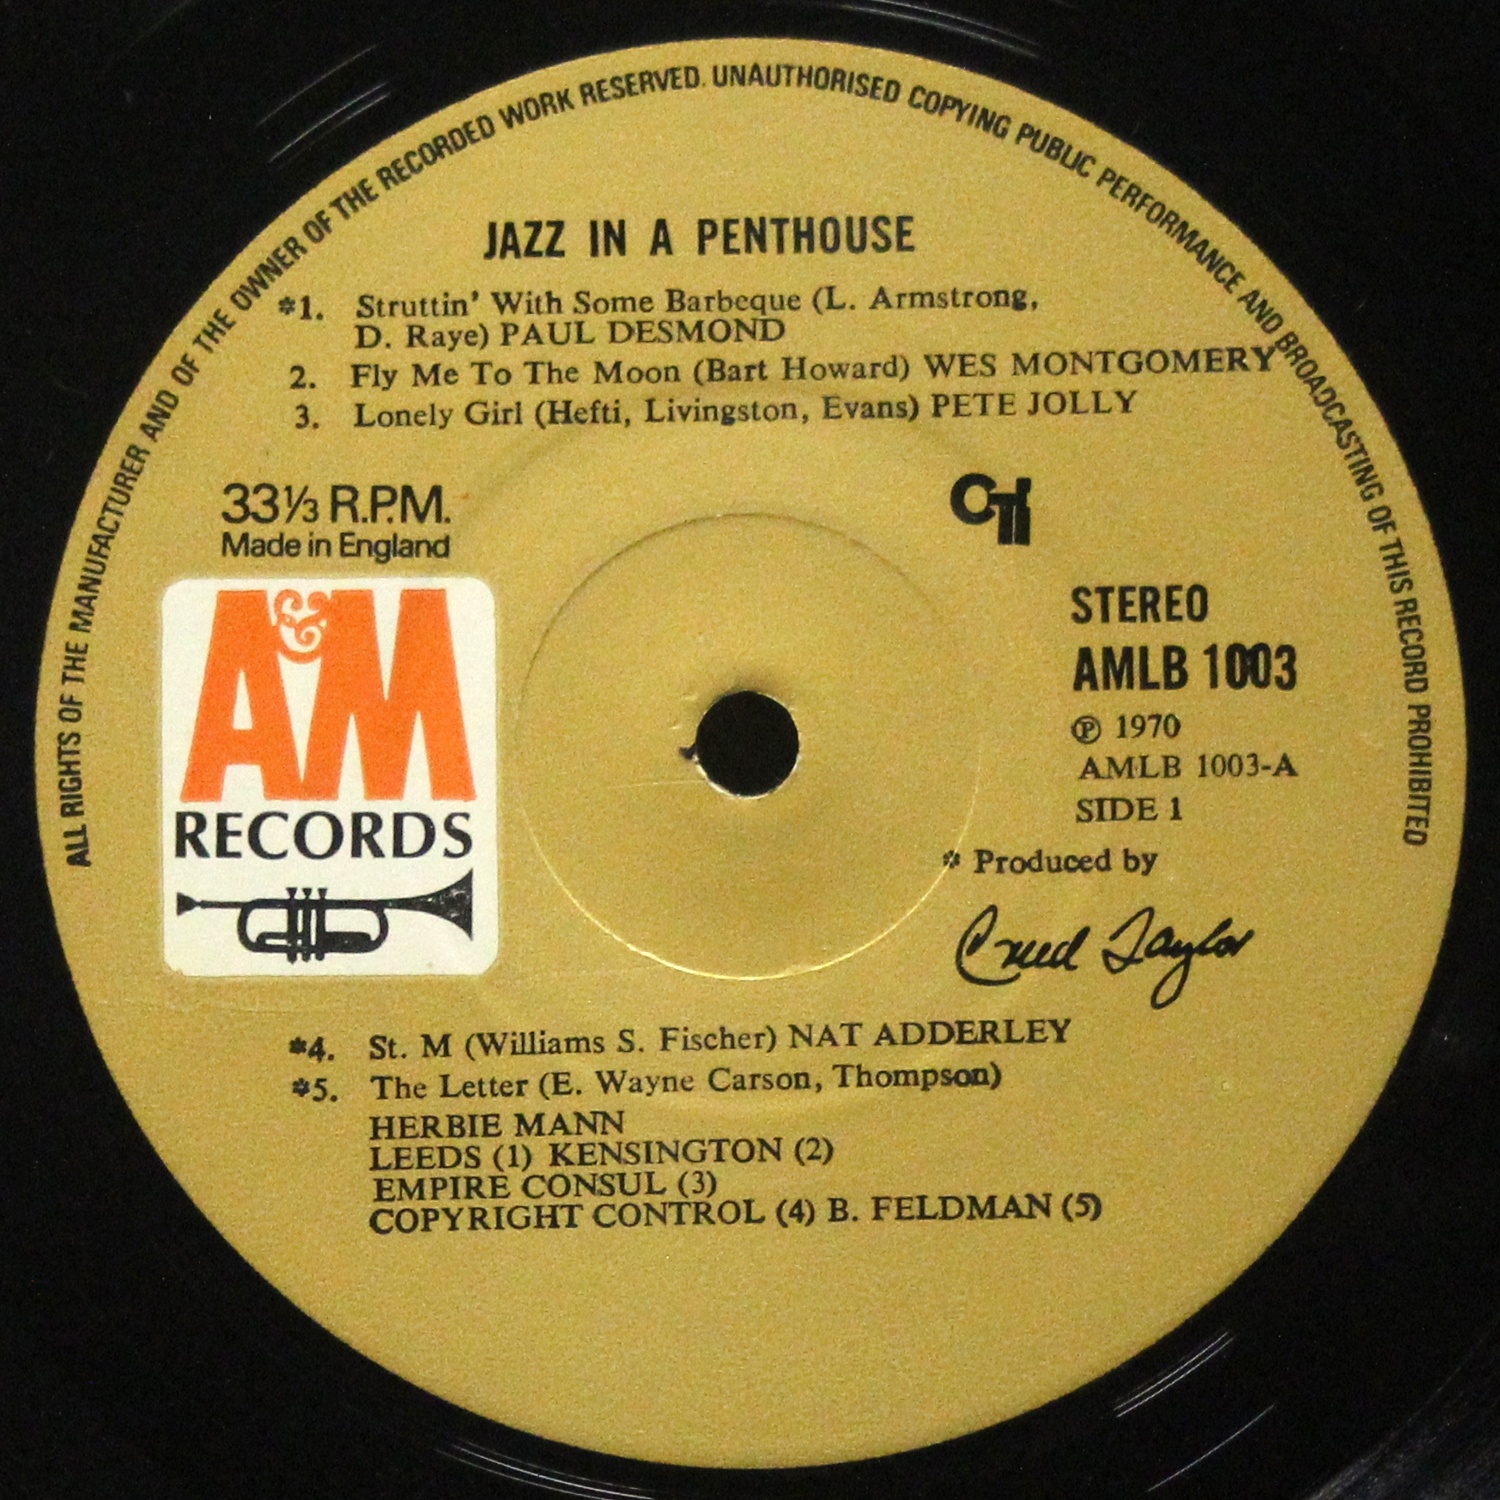 ALL RIGHTS OF THE MANUFACTURER AND OF THE OWNER OF THE RECORDED WORK RESERVED. UNAUTHORISED COPYING PUBLIC PERFORMANCE AND BROADCASTING OF THIS RECORD PROHIBITED
JAZZ IN A PENTHOUSE
*1. Struttin' With Some Barbeque (L. Armstrong,
D. Raye) PAUL DESMOND
2. Fly Me To The Moon (Bart Howard) WES MONTGOMERY
3. Lonely Girl (Hefti, Livingston, Evans) PETE JOLLY
33⅓ R.P.M.
Made in England
A&M
RECORDS
CTi
STEREO
AMLB 1003
℗ 1970
AMLB 1003-A
SIDE 1
* Produced by
Creed Taylor
*4. St. M (Williams S. Fischer) NAT ADDERLEY
*5. The Letter (E. Wayne Carson, Thompson)
HERBIE MANN
LEEDS (1) KENSINGTON (2)
EMPIRE CONSUL (3)
COPYRIGHT CONTROL (4) B. FELDMAN (5)